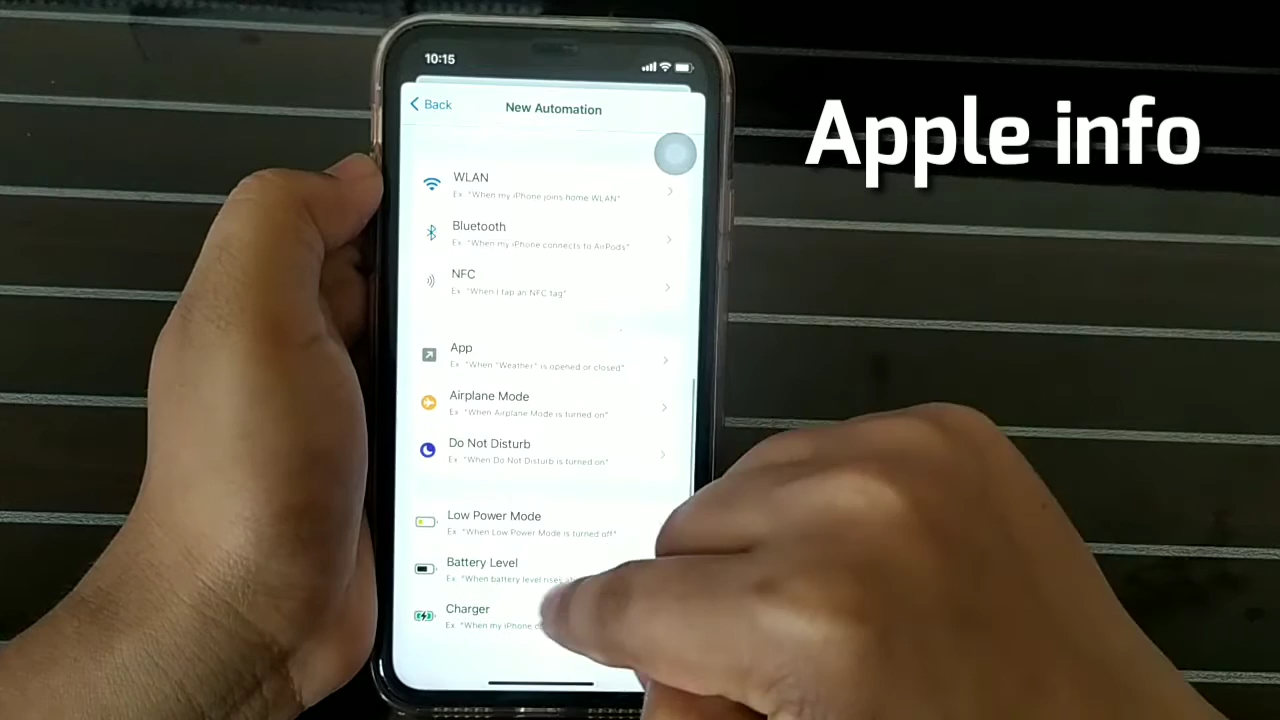 10:15
Back
New Automation
Apple info
WLAN
Ex. "When my iPhone joins home WLAN"
Bluetooth
Ex. "When my iPhone connects to AirPods"
NFC
Ex. "When I tap an NFC tag"
App
Ex. "When "Weather" is opened or closed"
Airplane Mode
Ex. "When Airplane Mode is turned on"
Do Not Disturb
Ex. "When Do Not Disturb is turned on"
Low Power Mode
Ex. "When Low Power Mode is turned off"
Battery Level
Ex. "When battery level rises
Charger
Ex. "When my iPhone